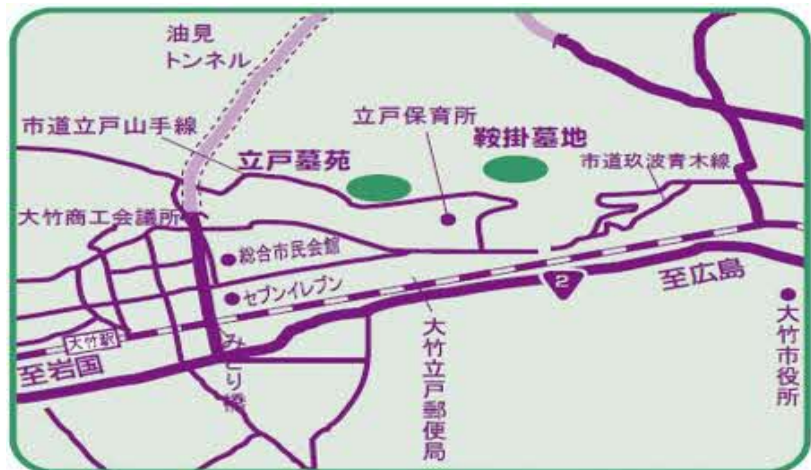 油見
トンネル
市道立戸山手線
立戸墓苑
立戸保育所
鞍掛墓地
市道玖波青木線
大竹商工会議所
総合市民会館
セブンイレブン
大竹駅
至岩国
みどり橋
大竹立戸郵便局
2
至広島
大竹市役所